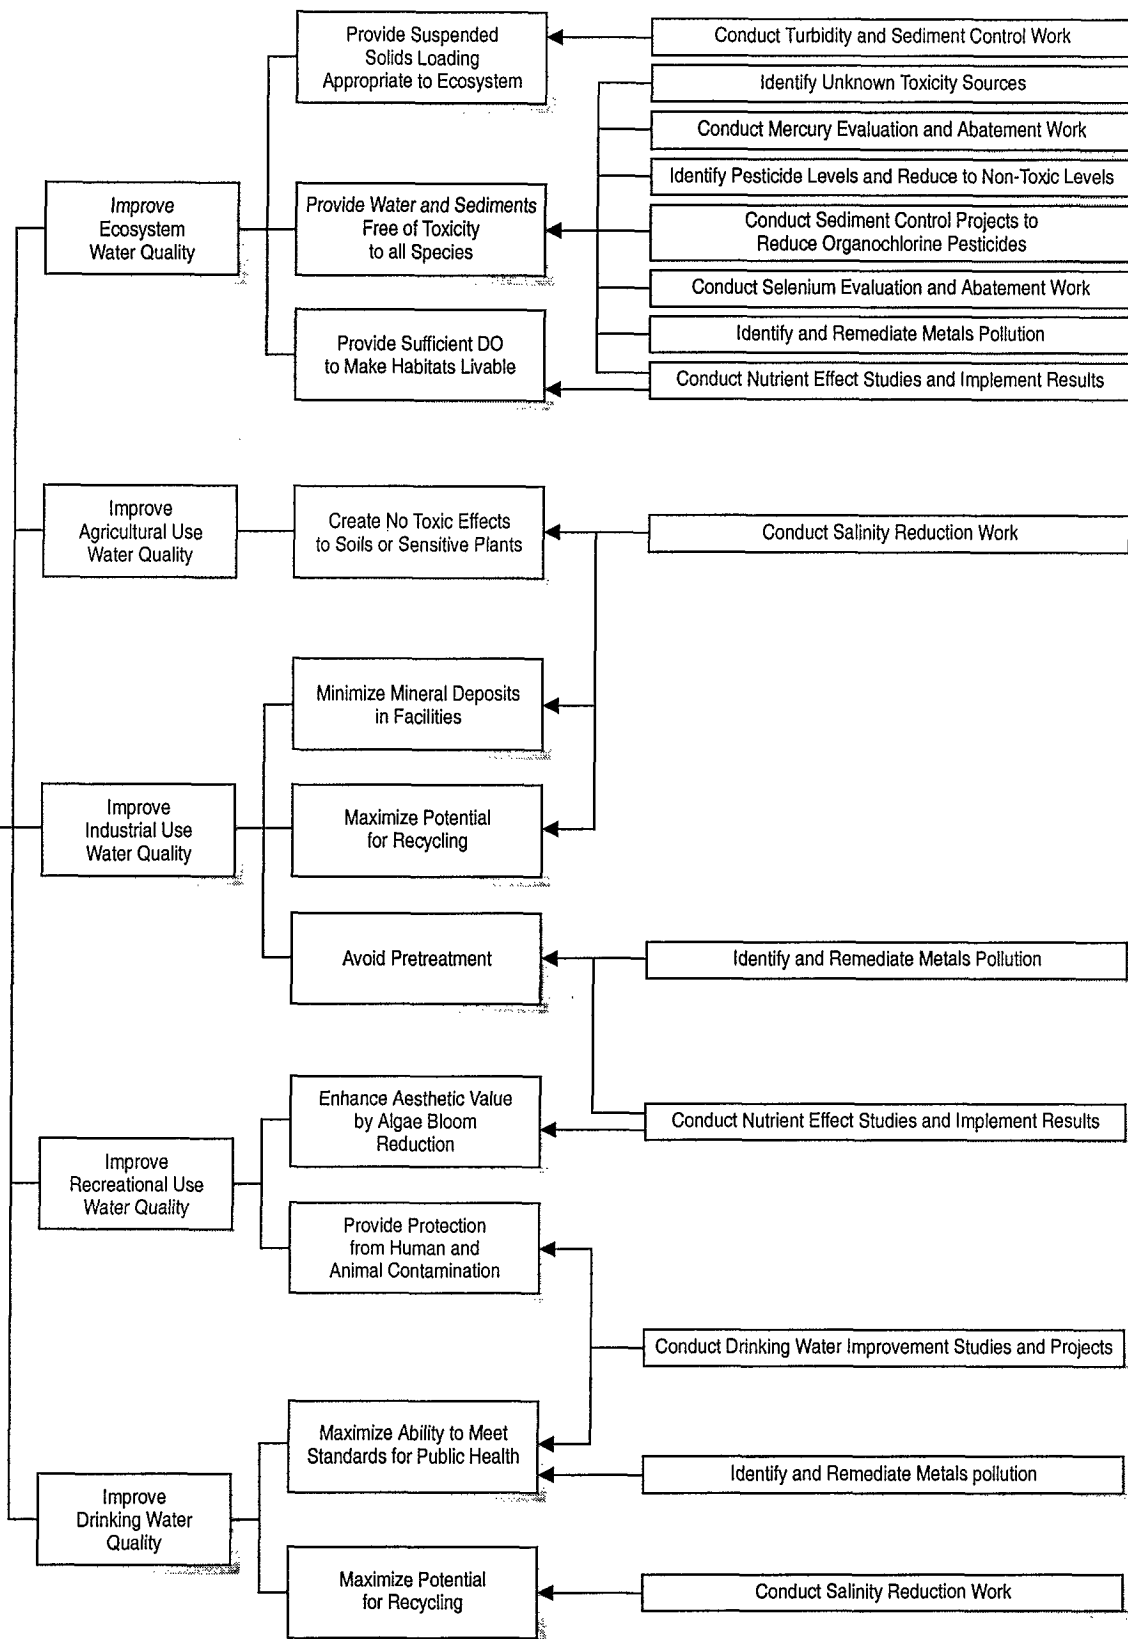 Provide Suspended
Solids Loading
Appropriate to Ecosystem
Conduct Turbidity and Sediment Control Work
Identify Unknown Toxicity Sources
Conduct Mercury Evaluation and Abatement Work
Identify Pesticide Levels and Reduce to Non-Toxic Levels
Improve
Ecosystem
Water Quality
Provide Water and Sediments
Free of Toxicity
to all Species
Conduct Sediment Control Projects to
Reduce Organochlorine Pesticides
Conduct Selenium Evaluation and Abatement Work
Identify and Remediate Metals Pollution
Provide Sufficient DO
to Make Habitats Livable
Conduct Nutrient Effect Studies and Implement Results
Improve
Agricultural Use
Water Quality
Create No Toxic Effects
to Soils or Sensitive Plants
Conduct Salinity Reduction Work
Minimize Mineral Deposits
in Facilities
Improve
Industrial Use
Water Quality
Maximize Potential
for Recycling
Avoid Pretreatment
Identify and Remediate Metals Pollution
Enhance Aesthetic Value
by Algae Bloom
Reduction
Conduct Nutrient Effect Studies and Implement Results
Improve
Recreational Use
Water Quality
Provide Protection
from Human and
Animal Contamination
Conduct Drinking Water Improvement Studies and Projects
Maximize Ability to Meet
Standards for Public Health
Identify and Remediate Metals pollution
Improve
Drinking Water
Quality
Maximize Potential
for Recycling
Conduct Salinity Reduction Work